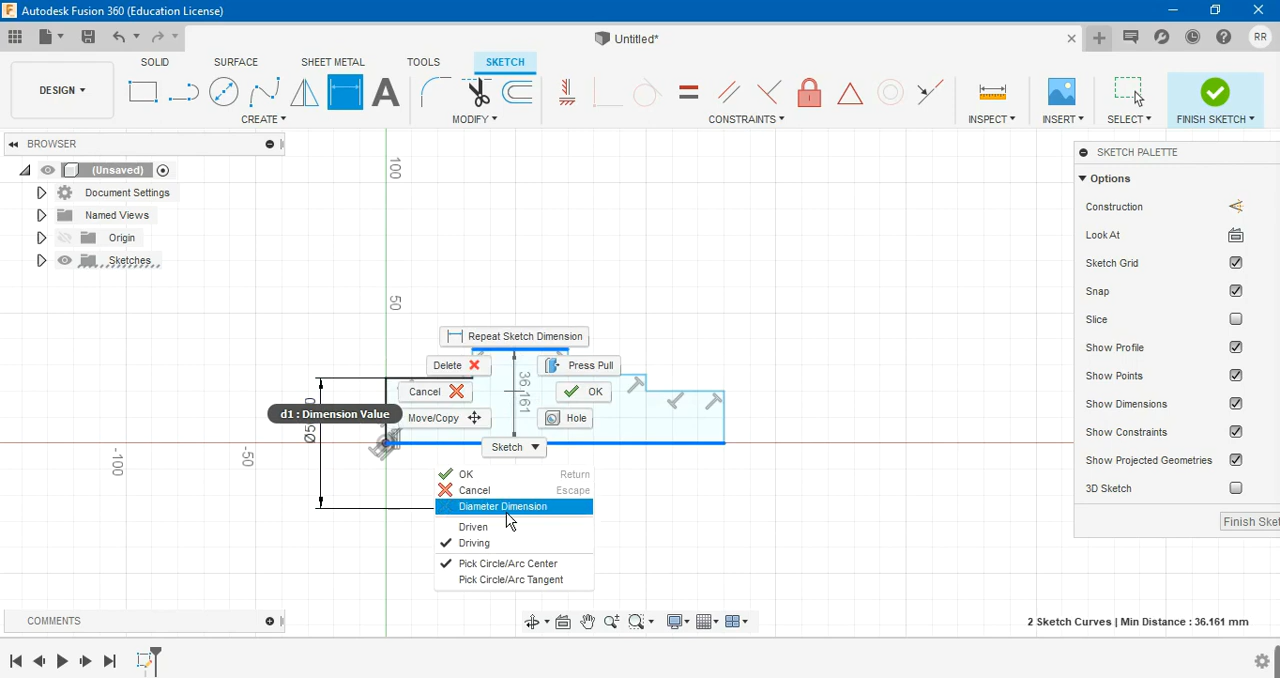 Autodesk Fusion 360 (Education License)
Untitled*
RR
SOLID
SURFACE
SHEET METAL
TOOLS
SKETCH
DESIGN
CREATE
MODIFY
CONSTRAINTS
INSPECT
INSERT
SELECT
FINISH SKETCH
BROWSER
(Unsaved)
Document Settings
Named Views
Origin
Sketches
SKETCH PALETTE
Options
Construction
Look At
Sketch Grid
Snap
Slice
Show Profile
Show Points
Show Dimensions
Show Constraints
Show Projected Geometries
3D Sketch
Finish Sket
100
50
-100
-50
Repeat Sketch Dimension
Delete
Press Pull
Cancel
OK
Move/Copy
Hole
36.161
d1 : Dimension Value
Sketch
OK Return
Cancel Escape
Diameter Dimension
Driven
Driving
Pick Circle/Arc Center
Pick Circle/Arc Tangent
COMMENTS
2 Sketch Curves | Min Distance : 36.161 mm